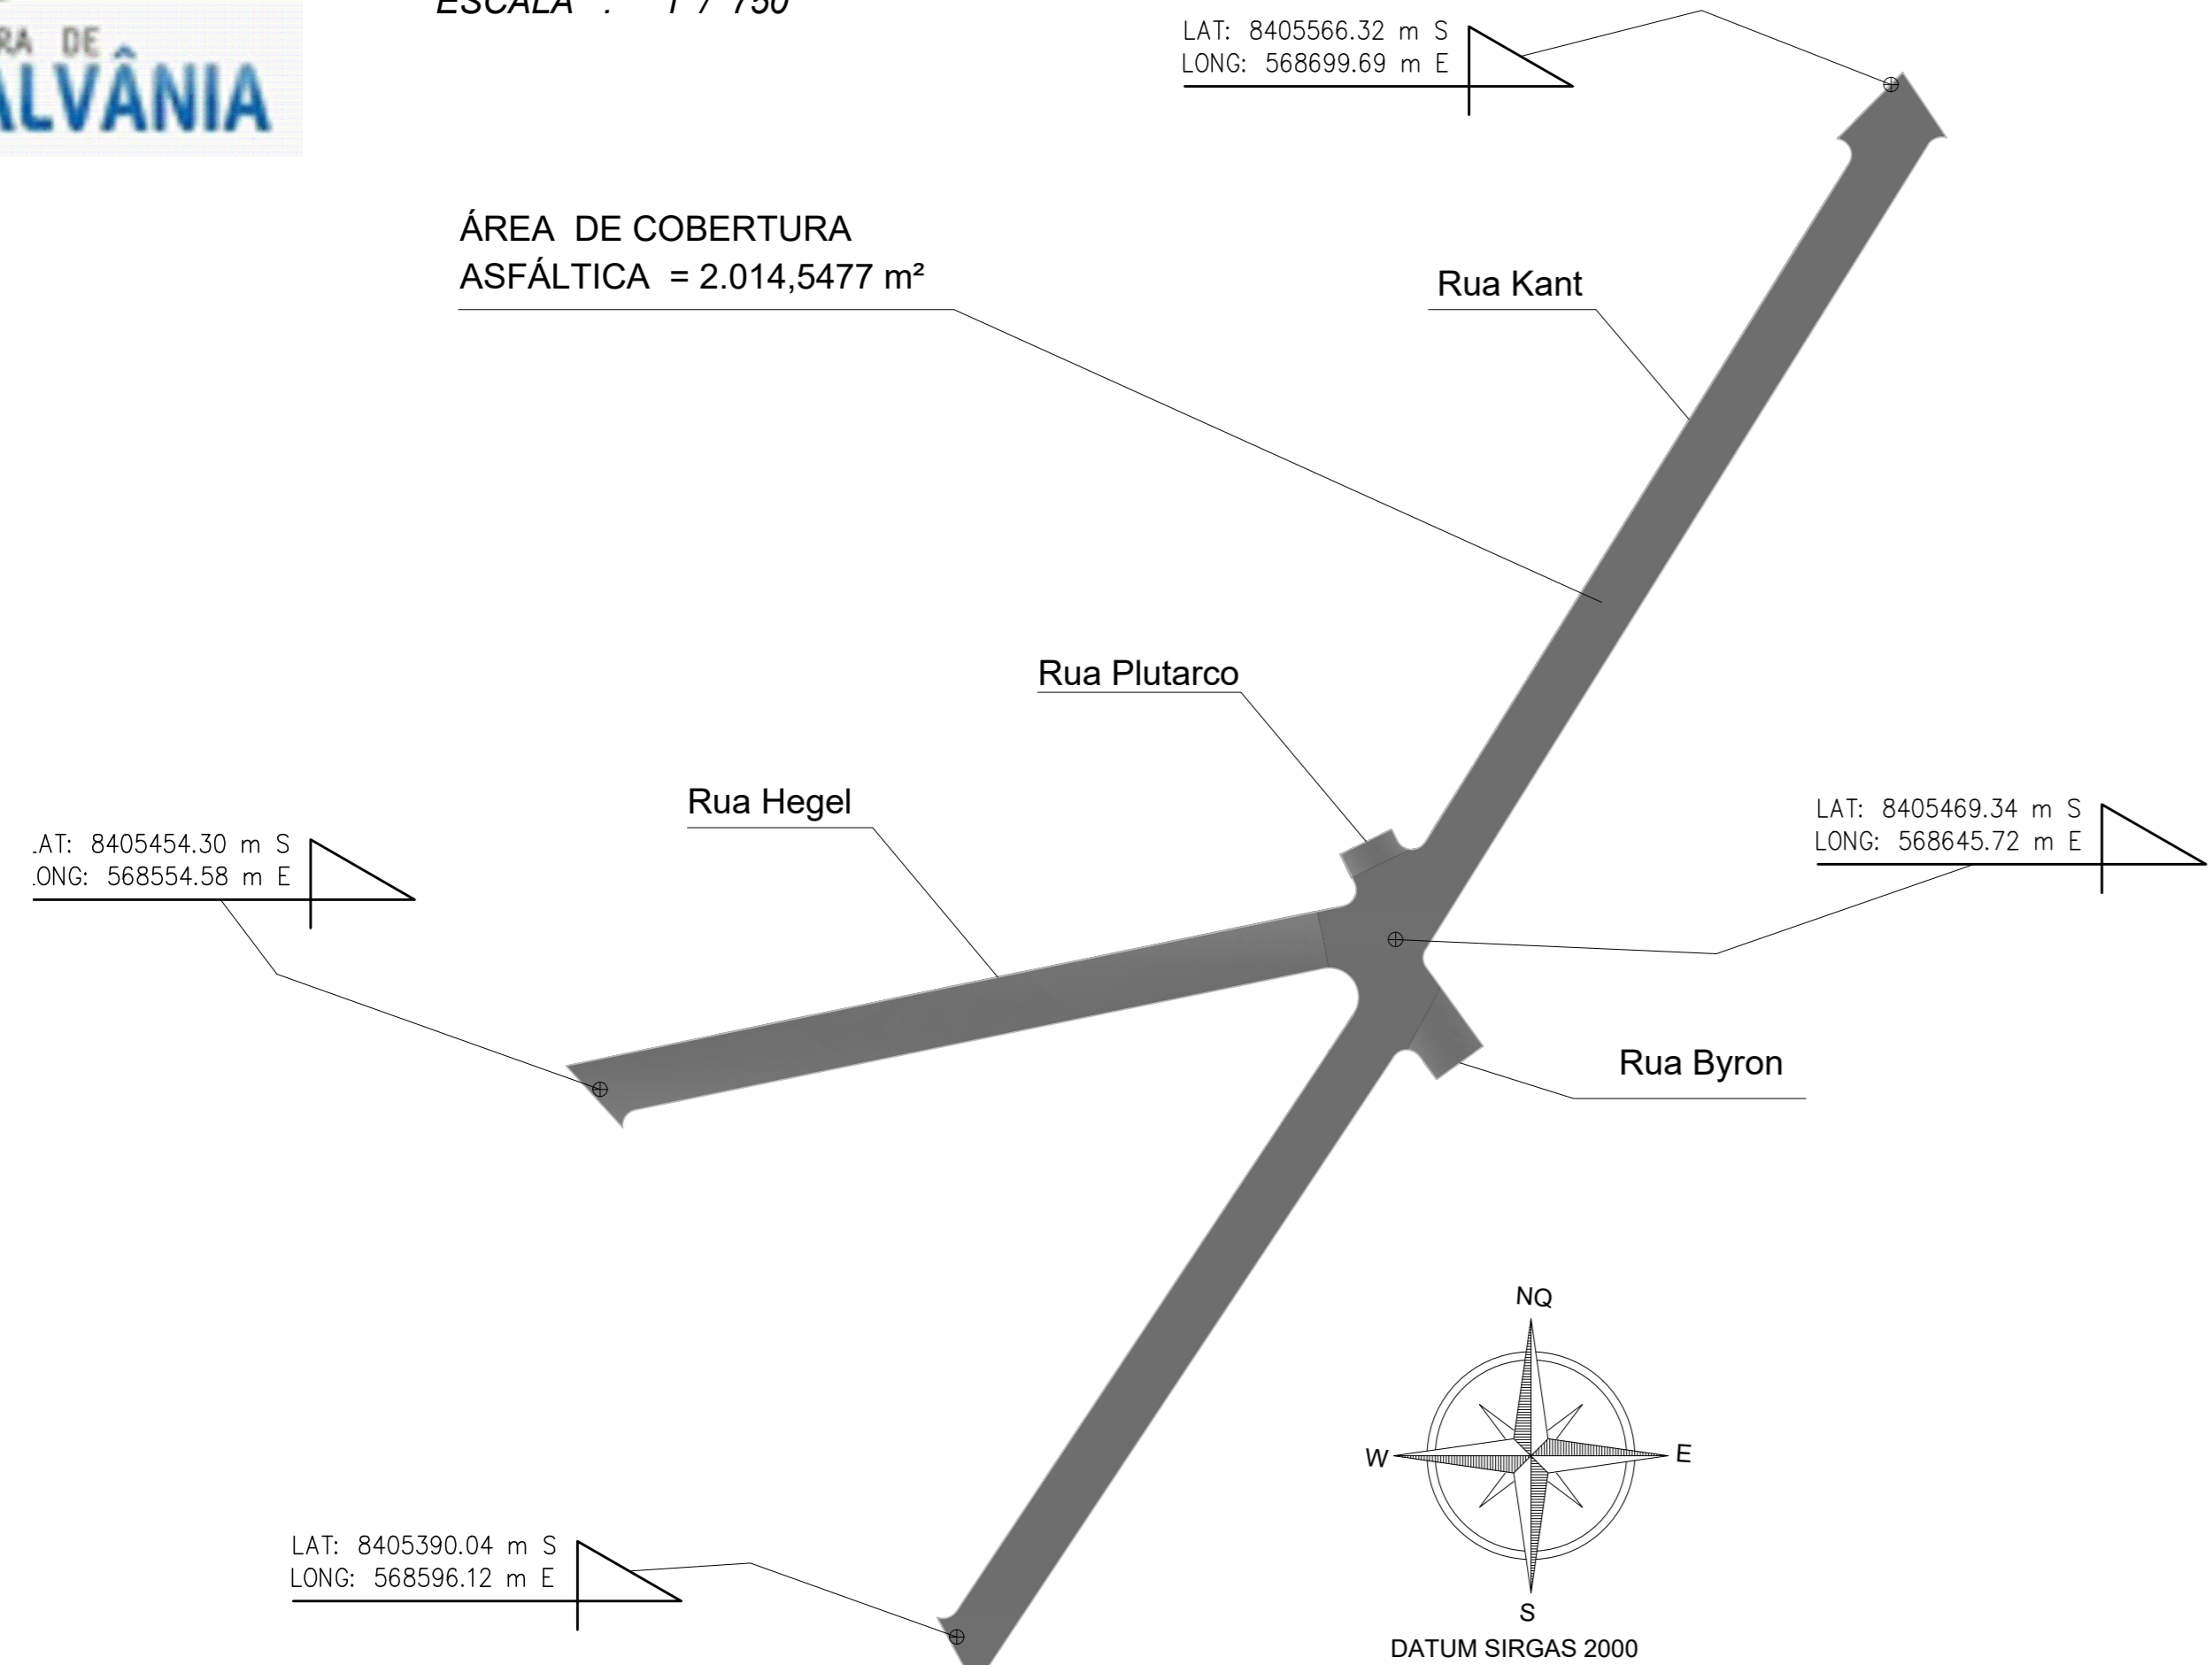 ESCALA : 1 / 750
RA DE
ALVÂNIA
LAT: 8405566.32 m S
LONG: 568699.69 m E
ÁREA DE COBERTURA
ASFÁLTICA = 2.014,5477 m²
Rua Kant
Rua Plutarco
Rua Hegel
LAT: 8405469.34 m S
LONG: 568645.72 m E
AT: 8405454.30 m S
ONG: 568554.58 m E
Rua Byron
NQ
W
E
S
LAT: 8405390.04 m S
LONG: 568596.12 m E
DATUM SIRGAS 2000